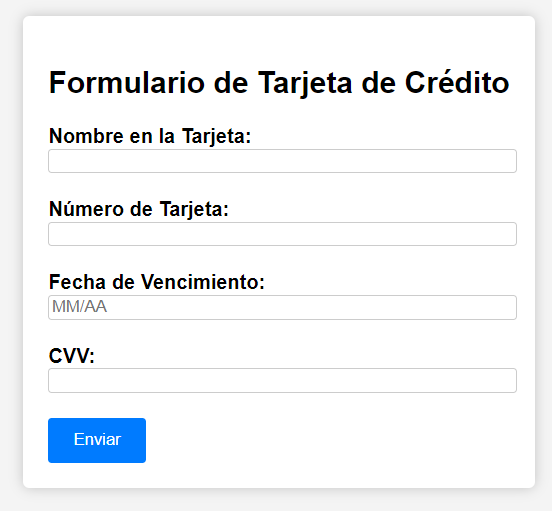 Formulario de Tarjeta de Crédito
Nombre en la Tarjeta:
Número de Tarjeta:
Fecha de Vencimiento:
MM/AA
CVV:
Enviar